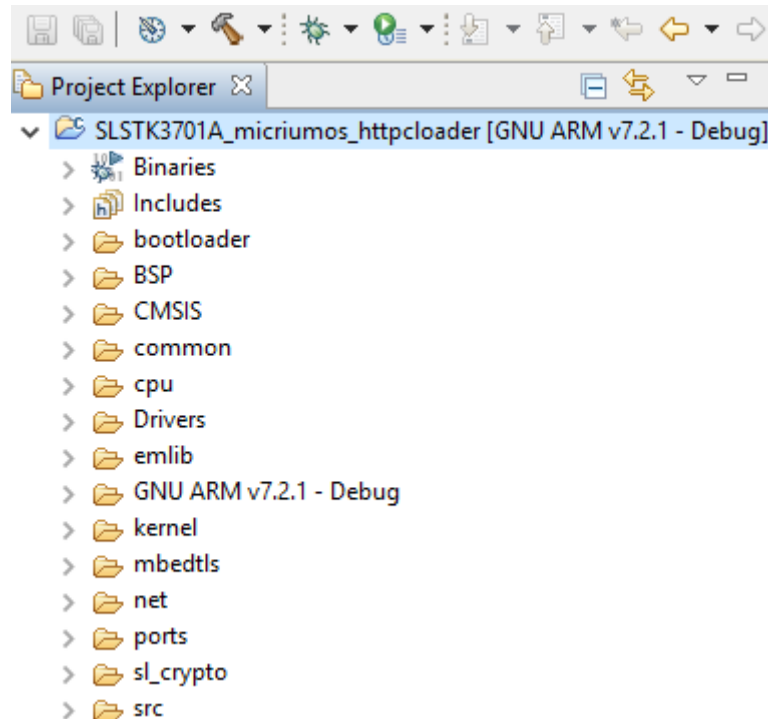 Project Explorer
SLSTK3701A_micriumos_httpcloader [GNU ARM v7.2.1 - Debug]
Binaries
Includes
bootloader
BSP
CMSIS
common
cpu
Drivers
emlib
GNU ARM v7.2.1 - Debug
kernel
mbedtls
net
ports
sl_crypto
src